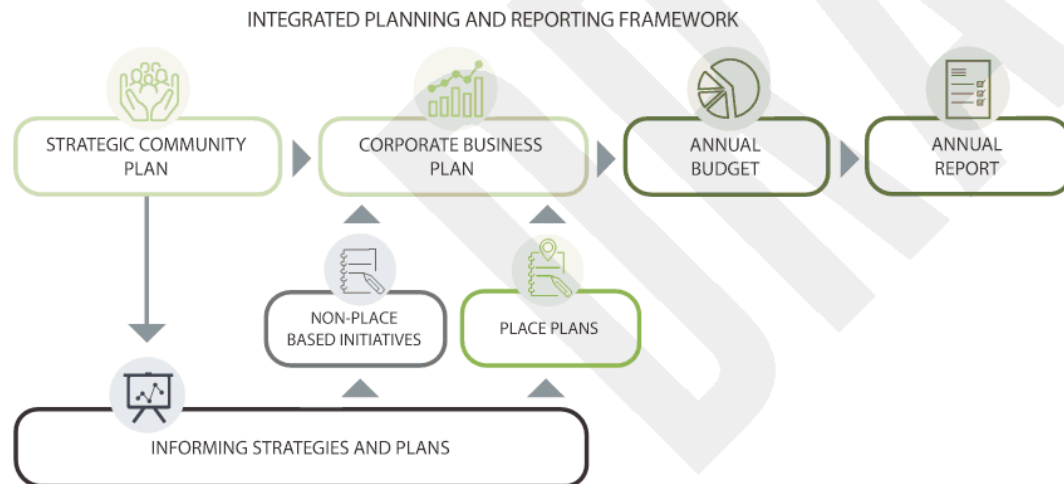 INTEGRATED PLANNING AND REPORTING FRAMEWORK
STRATEGIC COMMUNITY
PLAN
CORPORATE BUSINESS
PLAN
ANNUAL
BUDGET
ANNUAL
REPORT
NON-PLACE
BASED INITIATIVES
PLACE PLANS
INFORMING STRATEGIES AND PLANS